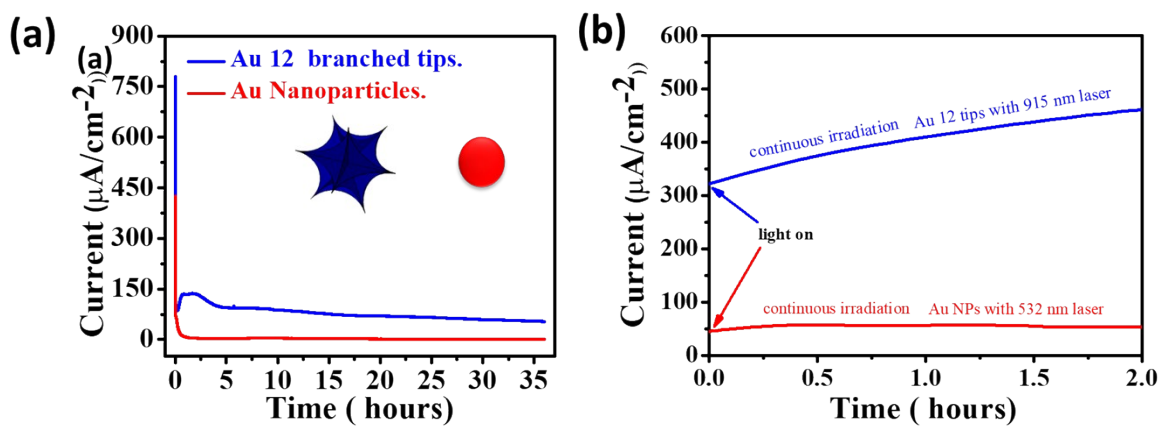 (a)
(a)
Au 12 branched tips.
Au Nanoparticles.
Current (μA/cm-2))
900
750
600
450
300
150
0
0 5 10 15 20 25 30 35
Time ( hours)
(b)
Current (μA/cm-2))
600
500
400
300
200
100
0
continuous irradiation Au 12 tips with 915 nm laser
light on
continuous irradiation Au NPs with 532 nm laser
0.0 0.5 1.0 1.5 2.0
Time ( hours)